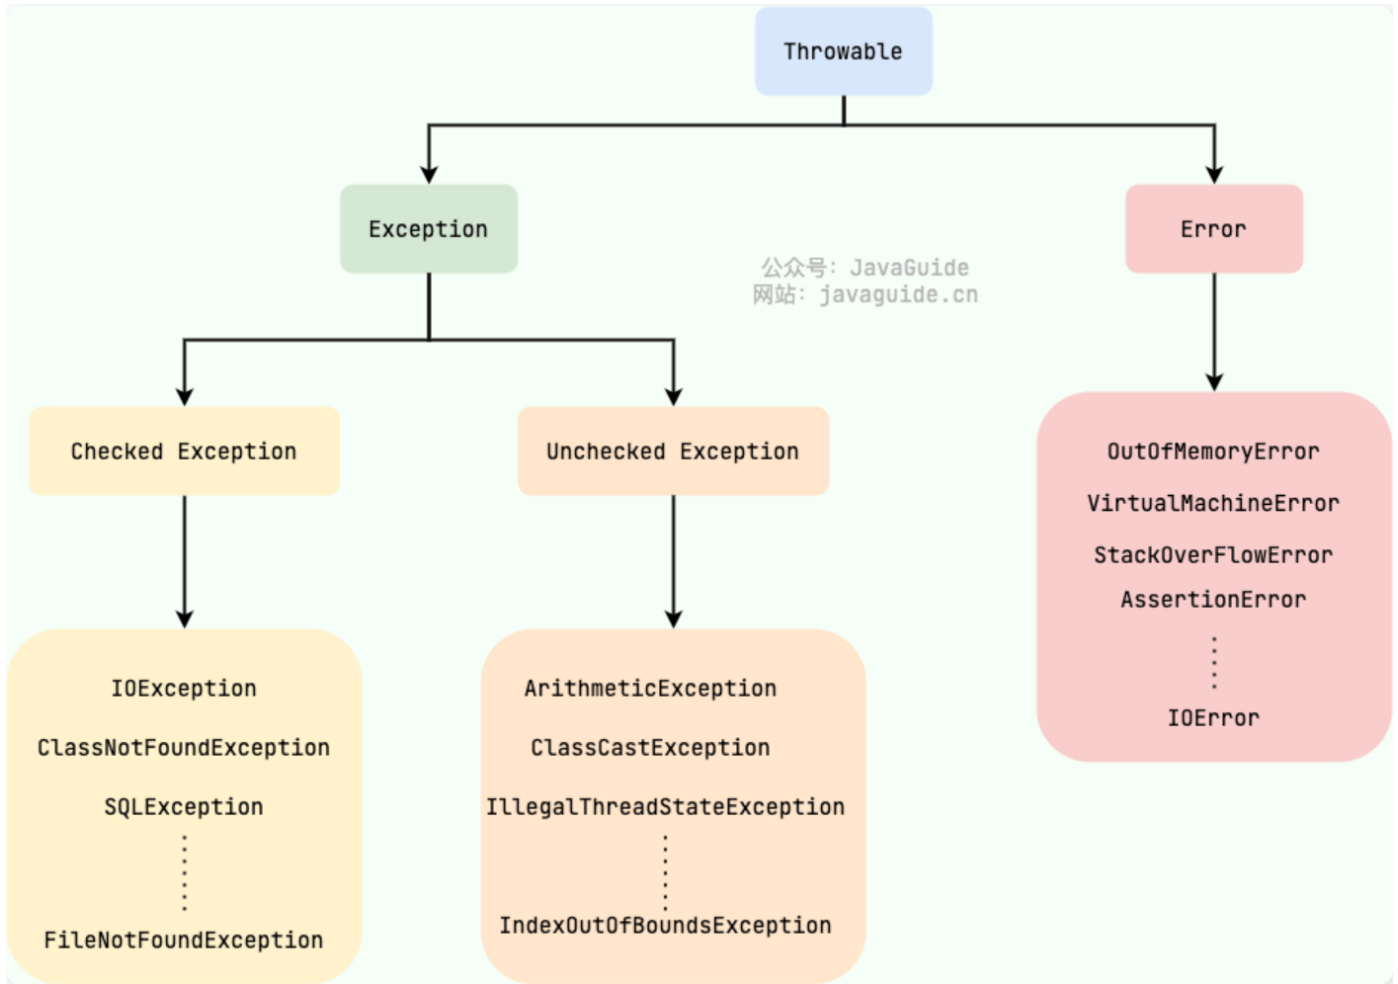 Throwable
Exception
Error
公众号：JavaGuide
网站：javaguide.cn
Checked Exception
Unchecked Exception
OutOfMemoryError
VirtualMachineError
StackOverFlowError
AssertionError
IOError
IOException
ClassNotFoundException
SQLException
FileNotFoundException
ArithmeticException
ClassCastException
IllegalThreadStateException
IndexOutOfBoundsException